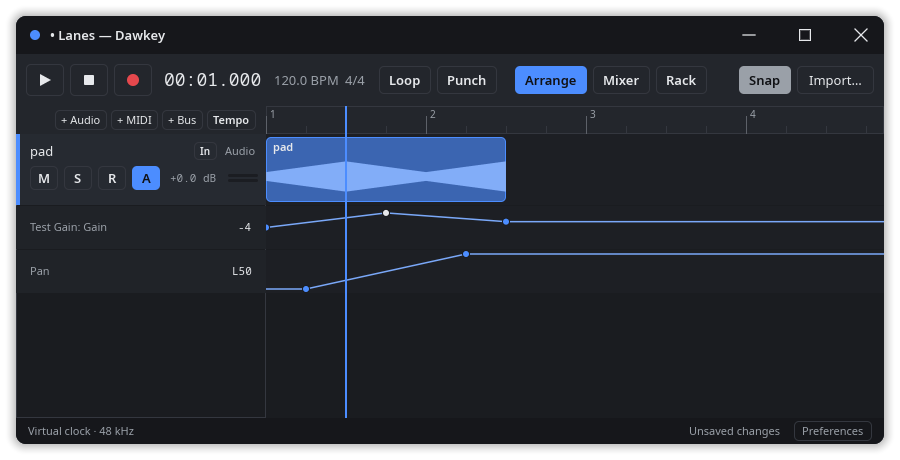 • Lanes — Dawkey
00:01.000 120.0 BPM 4/4 Loop Punch Arrange Mixer Rack Snap Import...
+ Audio + MIDI + Bus Tempo 1 2 3 4
pad In Audio pad
M S R A +0.0 dB
Test Gain: Gain -4
Pan L50
Virtual clock · 48 kHz Unsaved changes Preferences